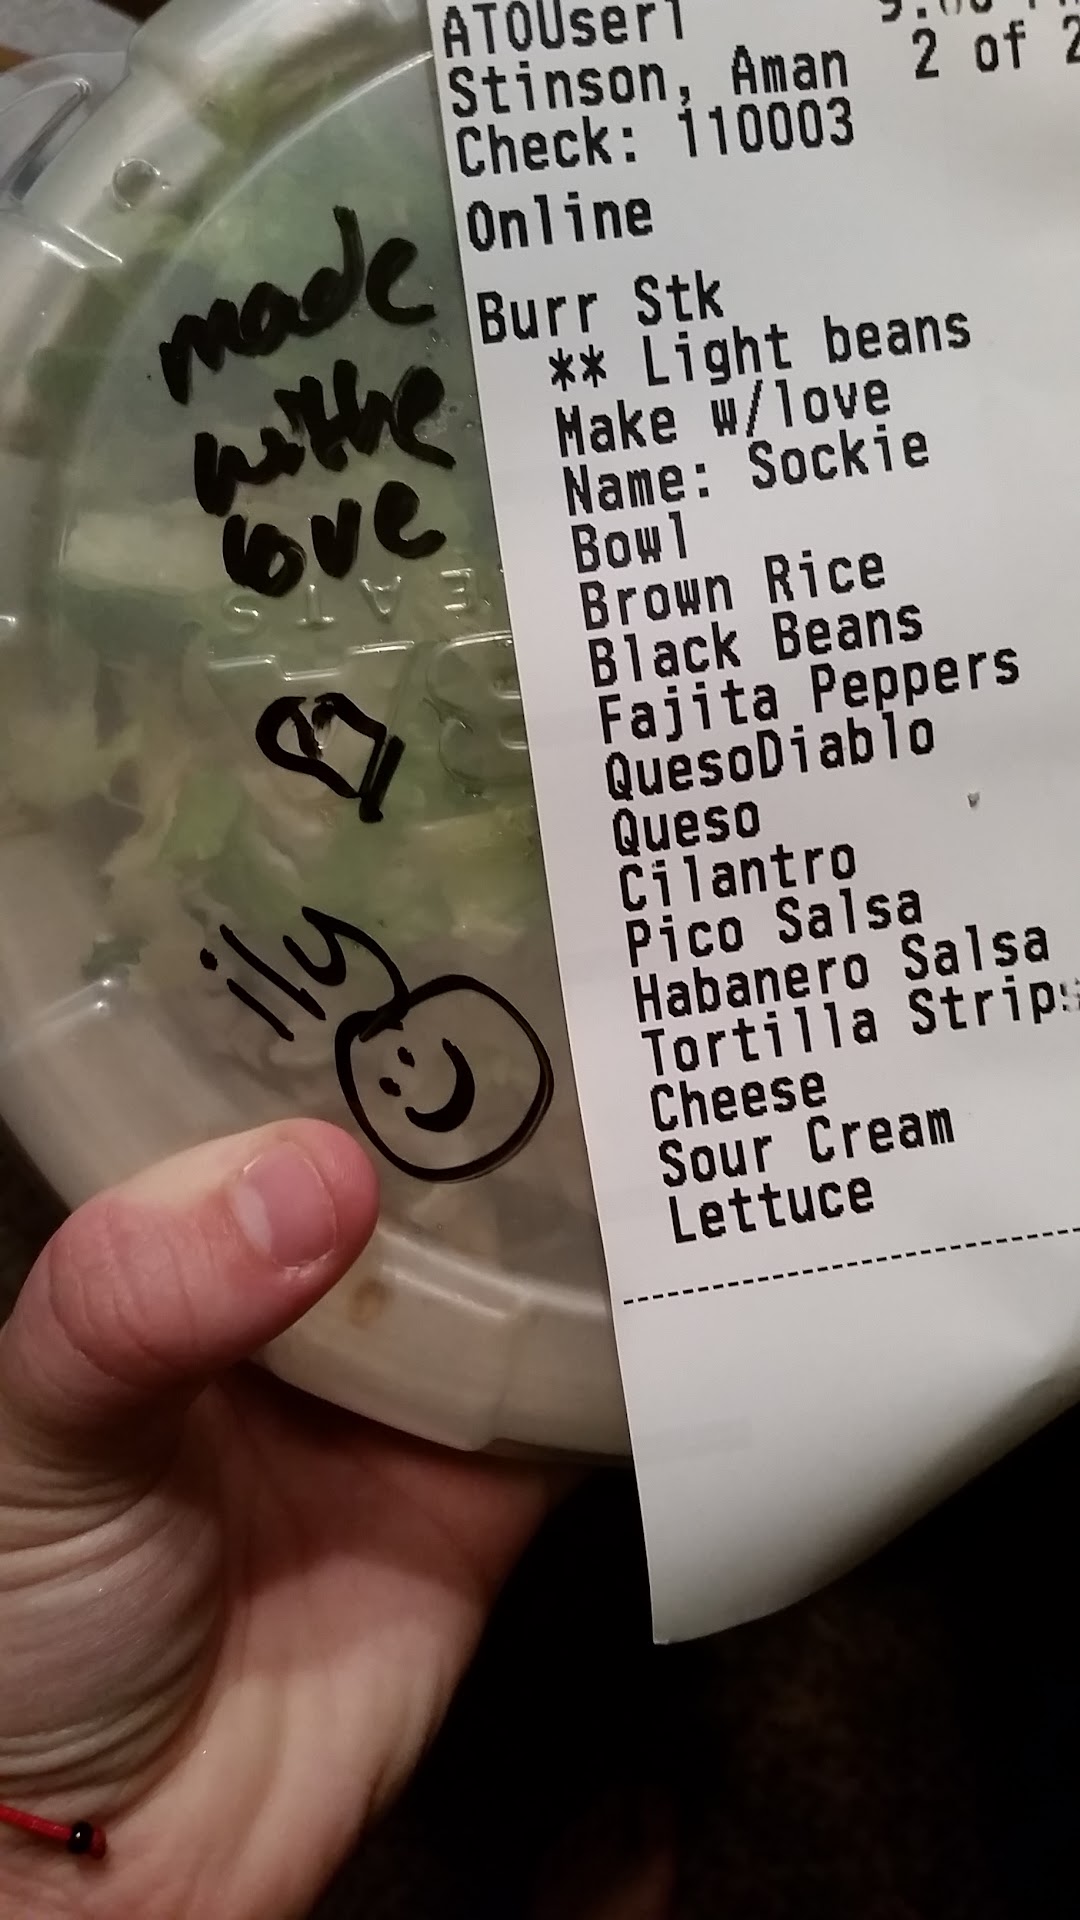 ATOUser1
Stinson, Aman 2 of 2
Check: 110003
Online
Burr Stk
** Light beans
Make w/love
Name: Sockie
Bowl
Brown Rice
Black Beans
Fajita Peppers
QuesoDiablo
Queso
Cilantro
Pico Salsa
Habanero Salsa
Tortilla Strips
Cheese
Sour Cream
Lettuce
made
withe
love
ily